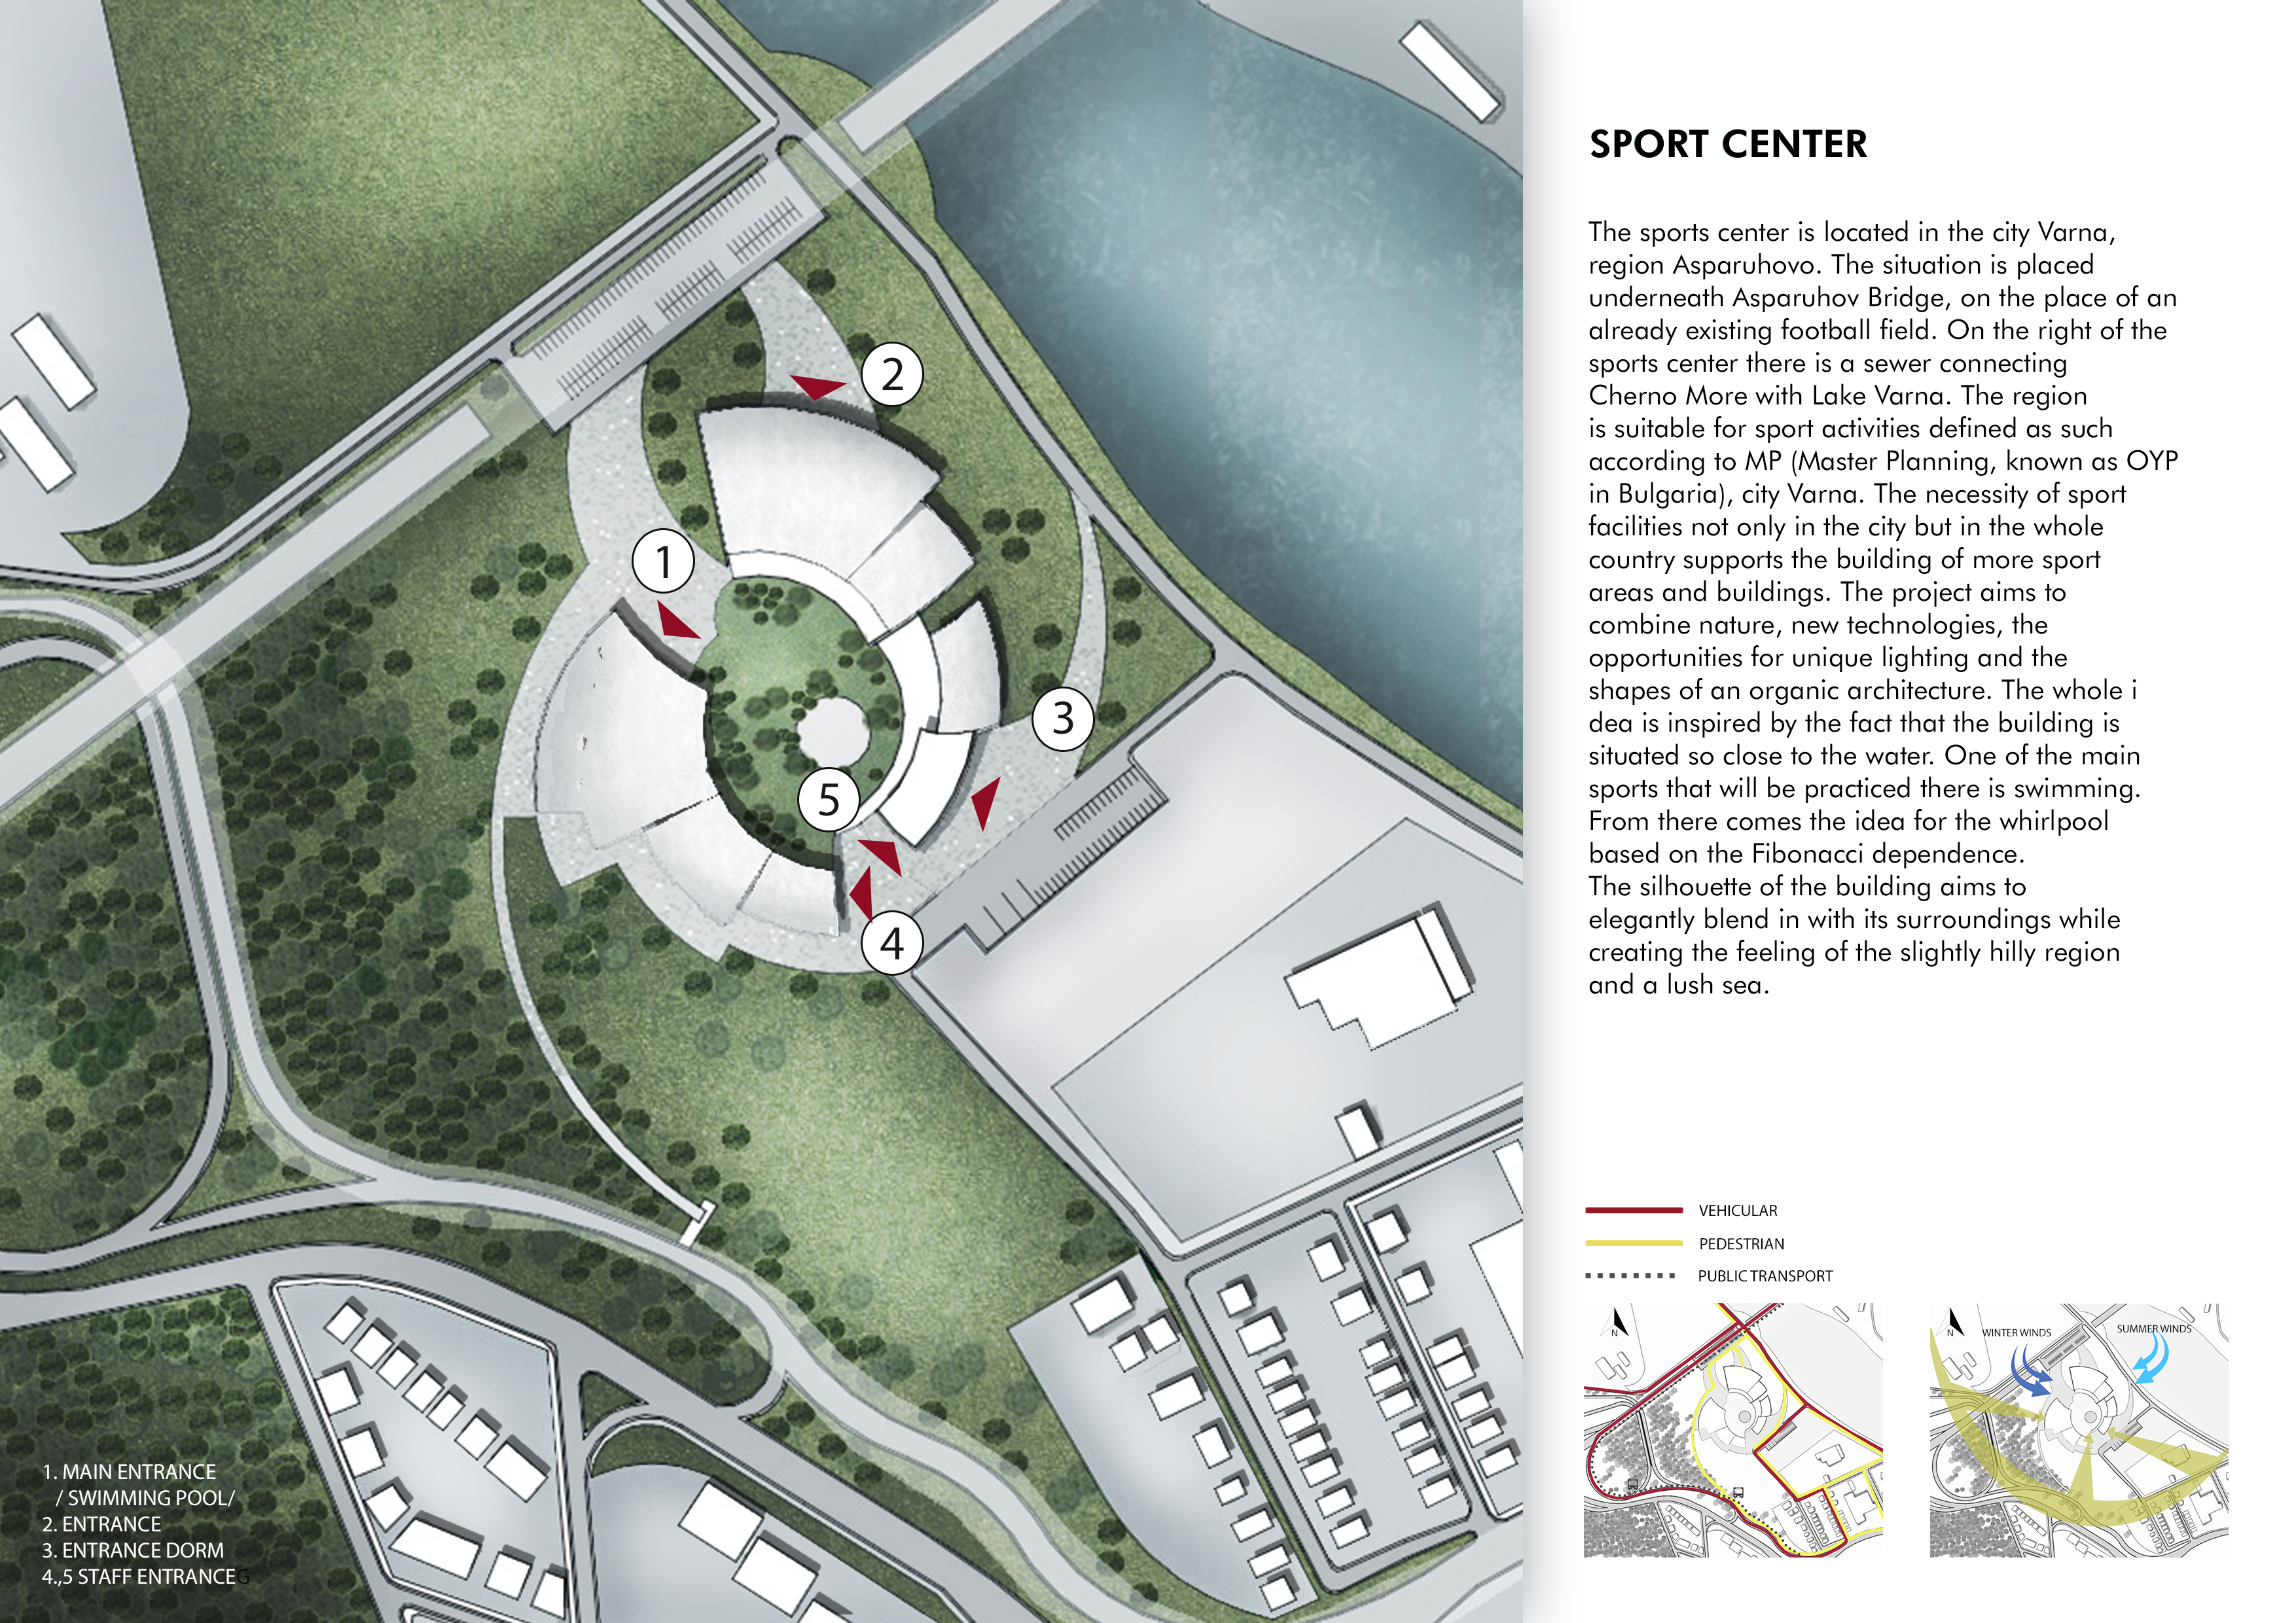 SPORT CENTER
The sports center is located in the city Varna,
region Asparuhovo. The situation is placed
underneath Asparuhov Bridge, on the place of an
already existing football field. On the right of the
sports center there is a sewer connecting
Cherno More with Lake Varna. The region
is suitable for sport activities defined as such
according to MP (Master Planning, known as OYP
in Bulgaria), city Varna. The necessity of sport
facilities not only in the city but in the whole
country supports the building of more sport
areas and buildings. The project aims to
combine nature, new technologies, the
opportunities for unique lighting and the
shapes of an organic architecture. The whole i
dea is inspired by the fact that the building is
situated so close to the water. One of the main
sports that will be practiced there is swimming.
From there comes the idea for the whirlpool
based on the Fibonacci dependence.
The silhouette of the building aims to
elegantly blend in with its surroundings while
creating the feeling of the slightly hilly region
and a lush sea.
2
1
3
5
4
1. MAIN ENTRANCE
/ SWIMMING POOL/
2. ENTRANCE
3. ENTRANCE DORM
4.,5 STAFF ENTRANCEG
VEHICULAR
PEDESTRIAN
PUBLIC TRANSPORT
N
N
WINTER WINDS
SUMMER WINDS